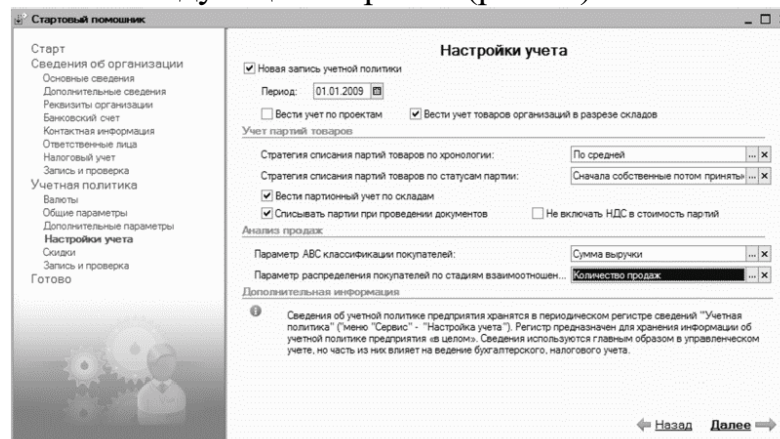 Стартовый помошник
Старт
Сведения об организации
Основные сведения
Дополнительные сведения
Реквизиты организации
Банковский счет
Контактная информация
Ответственные лица
Налоговый учет
Запись и проверка
Учетная политика
Валюты
Общие параметры
Дополнительные параметры
Настройки учета
Скидки
Запись и проверка
Готово
Настройки учета
Новая запись учетной политики
Период: 01.01.2009
Вести учет по проектам Вести учет товаров организаций в разрезе складов
Учет партий товаров
Стратегия списания партий товаров по хронологии: По средней ... ×
Стратегия списания партий товаров по статусам партии: Сначала собственные потом приняты ... ×
Вести партионный учет по складам
Списывать партии при проведении документов Не включать НДС в стоимость партий
Анализ продаж
Параметр ABC классификации покупателей: Сумма выручки ... ×
Параметр распределения покупателей по стадиям взаимоотношен... Количество продаж ... ×
Дополнительная информация
Сведения об учетной политике предприятия хранятся в периодическом регистре сведений "Учетная
политика" ("меню "Сервис" - "Настройка учета"). Регистр предназначен для хранения информации об
учетной политике предприятия «в целом». Сведения используются главным образом в управленческом
учете, но часть из них влияет на ведение бухгалтерского, налогового учета.
Назад Далее